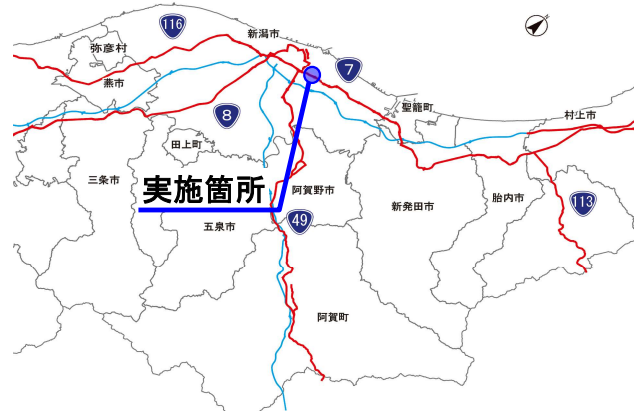 116
新潟市
弥彦村
7
燕市
聖籠町
8
村上市
田上町
三条市
実施箇所
阿賀野市
新発田市
胎内市
113
五泉市
49
阿賀町